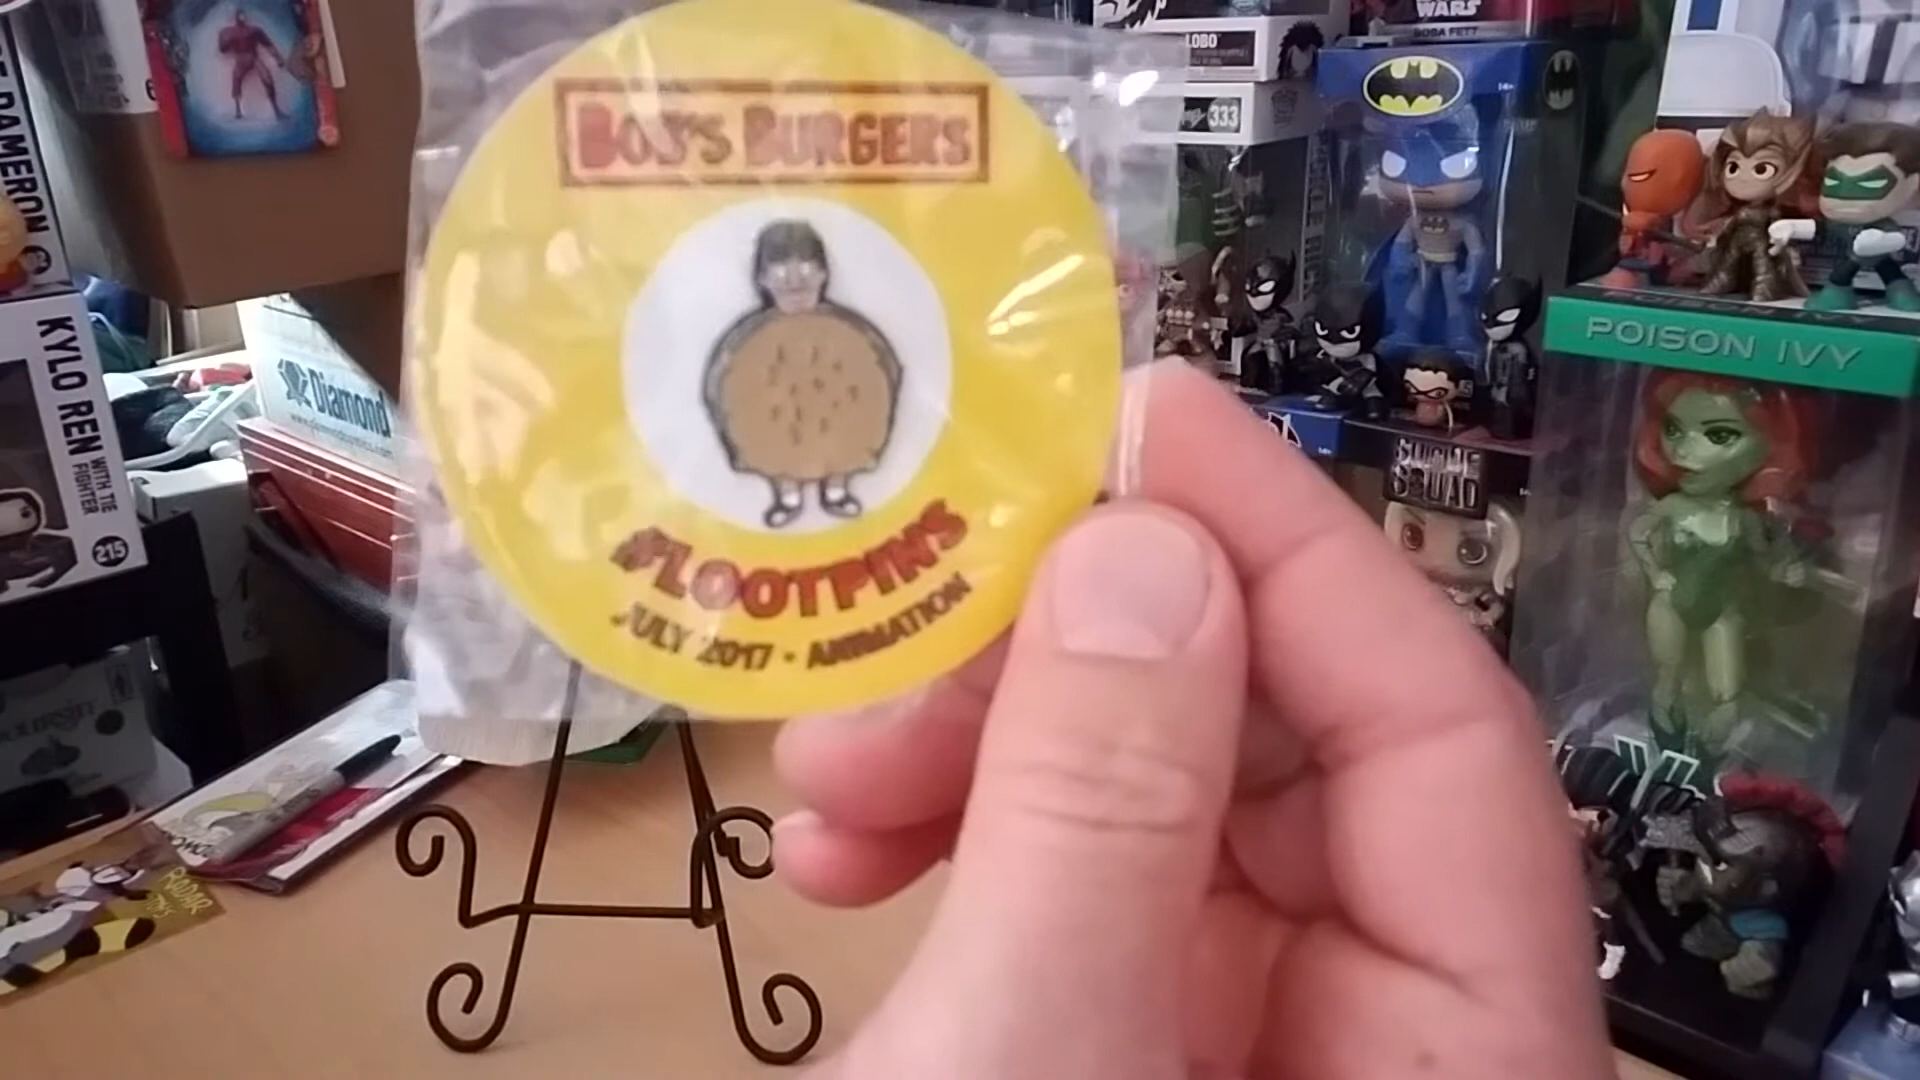 BOB'S BURGERS
#LOOTPINS
JULY 2017 • ANIMATION
DAMERON
KYLO REN
WITH TIE
FIGHTER
215
Diamond
LOBO
333
WARS
BOBA FETT
POISON IVY
SUICIDE
SQUAD
RADAR